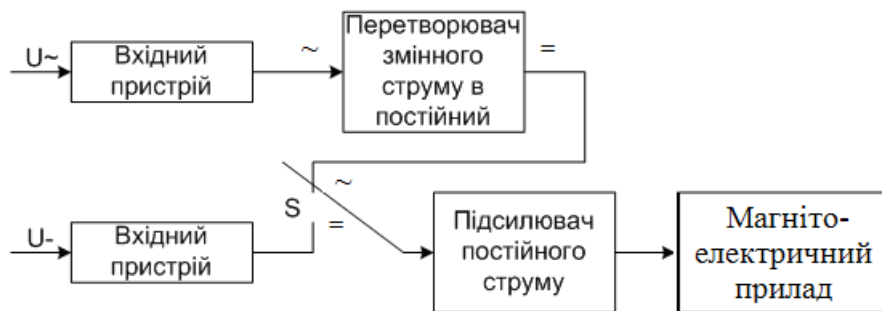 U~
Вхідний
пристрій
~
Перетворювач
змінного
струму в
постійний
=
~
S
=
U-
Вхідний
пристрій
Підсилювач
постійного
струму
Магніто-
електричний
прилад